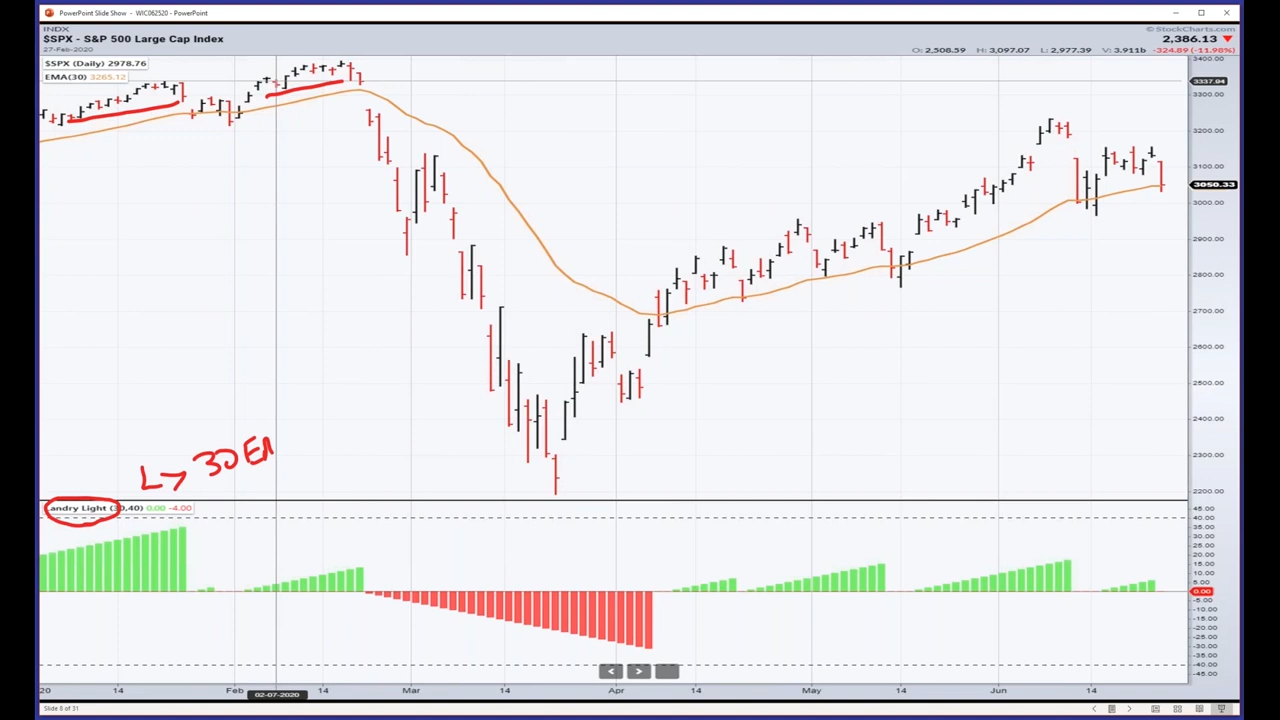 PowerPoint Slide Show - WIC062520 - PowerPoint
INDX
© StockCharts.com
$SPX - S&P 500 Large Cap Index
2,386.13
27-Feb-2020
O: 2,508.59 H: 3,097.07 L: 2,977.39 V: 3.911b -324.89 (-11.98%)
$SPX (Daily) 2978.76
EMA(30) 3265.12
3400.00
3337.94
3300.00
3200.00
3100.00
3050.33
3000.00
2900.00
2800.00
2700.00
2600.00
2500.00
2400.00
2300.00
2200.00
L > 30 EM
Landry Light (30,40) 0.00 -4.00
45.00
40.00
35.00
30.00
25.00
20.00
15.00
10.00
5.00
0.00
-5.00
-10.00
-15.00
-20.00
-25.00
-30.00
-35.00
-40.00
-45.00
20 14 Feb 02-07-2020 14 Mar 14 Apr 14 May 14 Jun 14
Slide 8 of 31